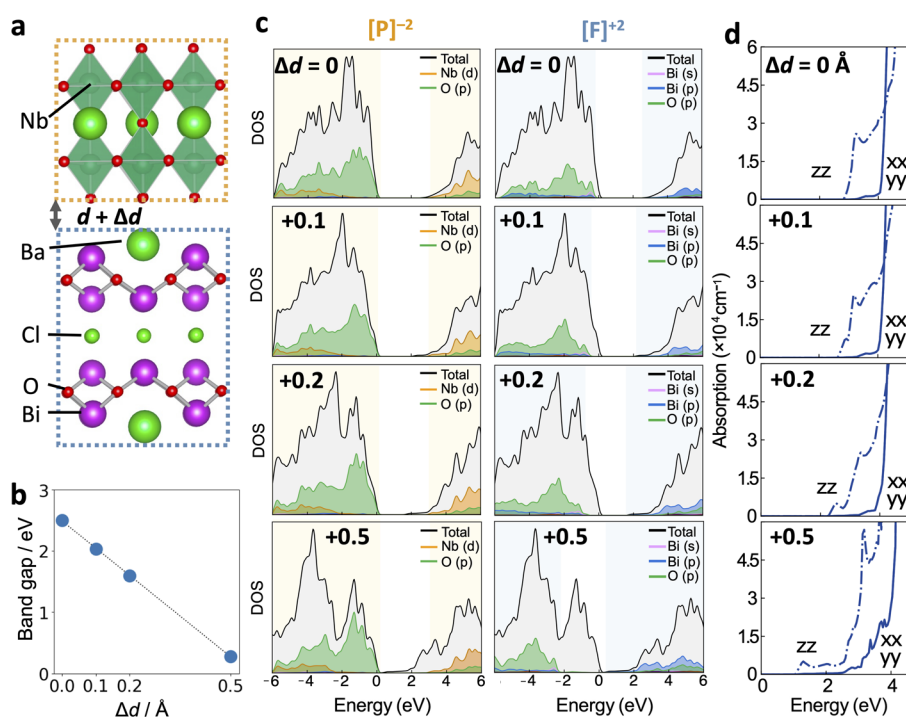 a
Nb
d + Δd
Ba
Cl
O
Bi
b
Band gap / eV
3
2
1
0
0.0 0.1 0.2 0.5
Δd / Å
c
[P]⁻² [F]⁺²
Δd = 0
Total
Nb (d)
O (p)
DOS
Δd = 0
Total
Bi (s)
Bi (p)
O (p)
+0.1
Total
Nb (d)
O (p)
DOS
+0.1
Total
Bi (s)
Bi (p)
O (p)
+0.2
Total
Nb (d)
O (p)
DOS
+0.2
Total
Bi (s)
Bi (p)
O (p)
+0.5
Total
Nb (d)
O (p)
DOS
+0.5
Total
Bi (s)
Bi (p)
O (p)
−6 −4 −2 0 2 4 6
Energy (eV)
−6 −4 −2 0 2 4 6
Energy (eV)
d
Absorption (×10⁴cm⁻¹)
6
5
3
1.5
0
Δd = 0 Å
zz
xx
yy
6
4.5
3
1.5
0
+0.1
zz
xx
yy
6
4.5
3
1.5
0
+0.2
zz
xx
yy
6
4.5
3
1.5
0
+0.5
zz
xx
yy
0 2 4
Energy (eV)